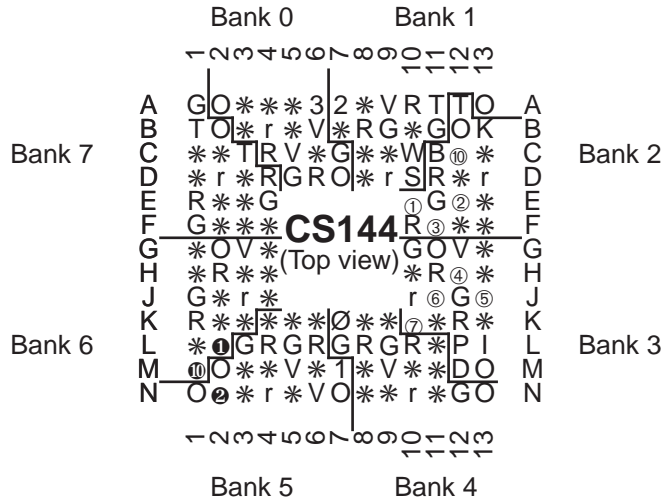 Bank 0 Bank 1
1 2 3 4 5 6 7 8 9 10 11 12 13
A G O * * * 3 2 * V R T T O A
B T O * r * V * R G * G O K B
Bank 7 C * * T R V * G * * W B ⑩ * C Bank 2
D * r * R G R O * r S R * r D
E R * * G ① G ② * E
F G * * * CS144 R ③ * * F
G * O V * (Top view) G O V * G
H * R * * * R ④ * H
J G * r * r ⑥ G ⑤ J
K R * * * * * Ø * * ⑦ * R * K
Bank 6 L * ❶ G R G R G R G R * P I L Bank 3
M ❿ O * * V * 1 * V * * D O M
N O ❷ * r * V O * * r * G O N
1 2 3 4 5 6 7 8 9 10 11 12 13
Bank 5 Bank 4